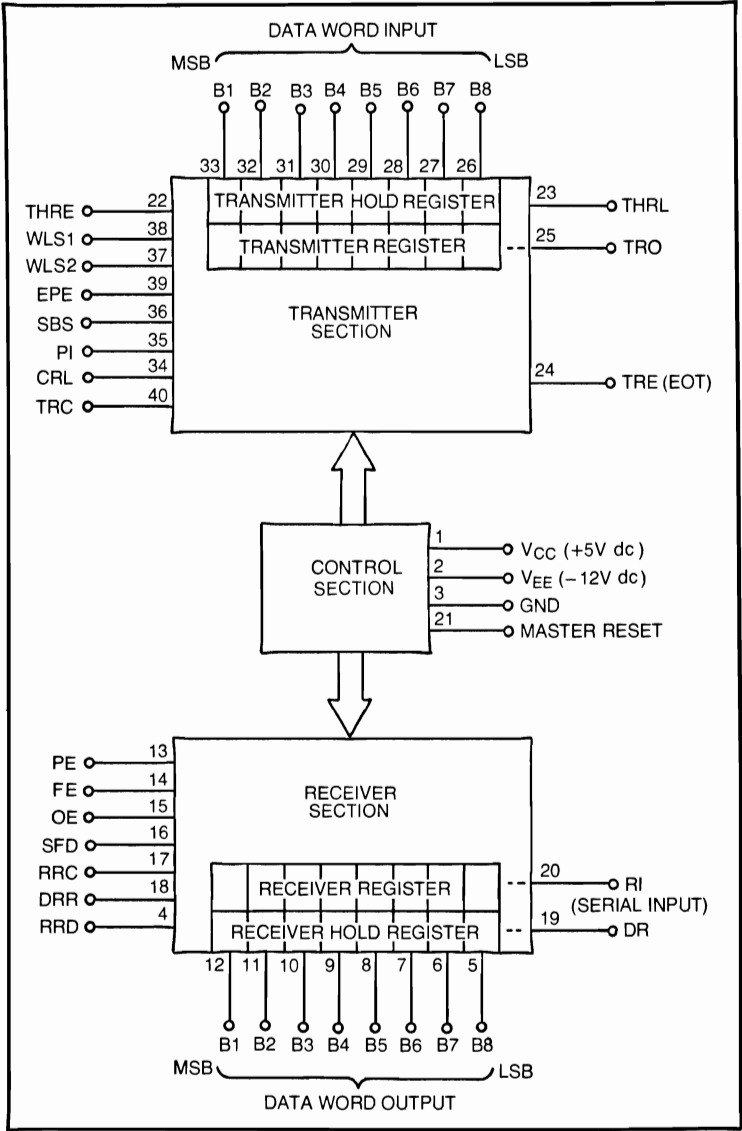 DATA WORD INPUT
MSB LSB
B1 B2 B3 B4 B5 B6 B7 B8
33 32 31 30 29 28 27 26
TRANSMITTER HOLD REGISTER
TRANSMITTER REGISTER
TRANSMITTER
SECTION
THRE 22
WLS1 38
WLS2 37
EPE 39
SBS 36
PI 35
CRL 34
TRC 40
23 THRL
25 TRO
24 TRE (EOT)
CONTROL
SECTION
1 VCC (+5V dc)
2 VEE (−12V dc)
3 GND
21 MASTER RESET
PE 13
FE 14
OE 15
SFD 16
RRC 17
DRR 18
RRD 4
RECEIVER
SECTION
RECEIVER REGISTER
RECEIVER HOLD REGISTER
20 RI
(SERIAL INPUT)
19 DR
12 11 10 9 8 7 6 5
B1 B2 B3 B4 B5 B6 B7 B8
MSB LSB
DATA WORD OUTPUT